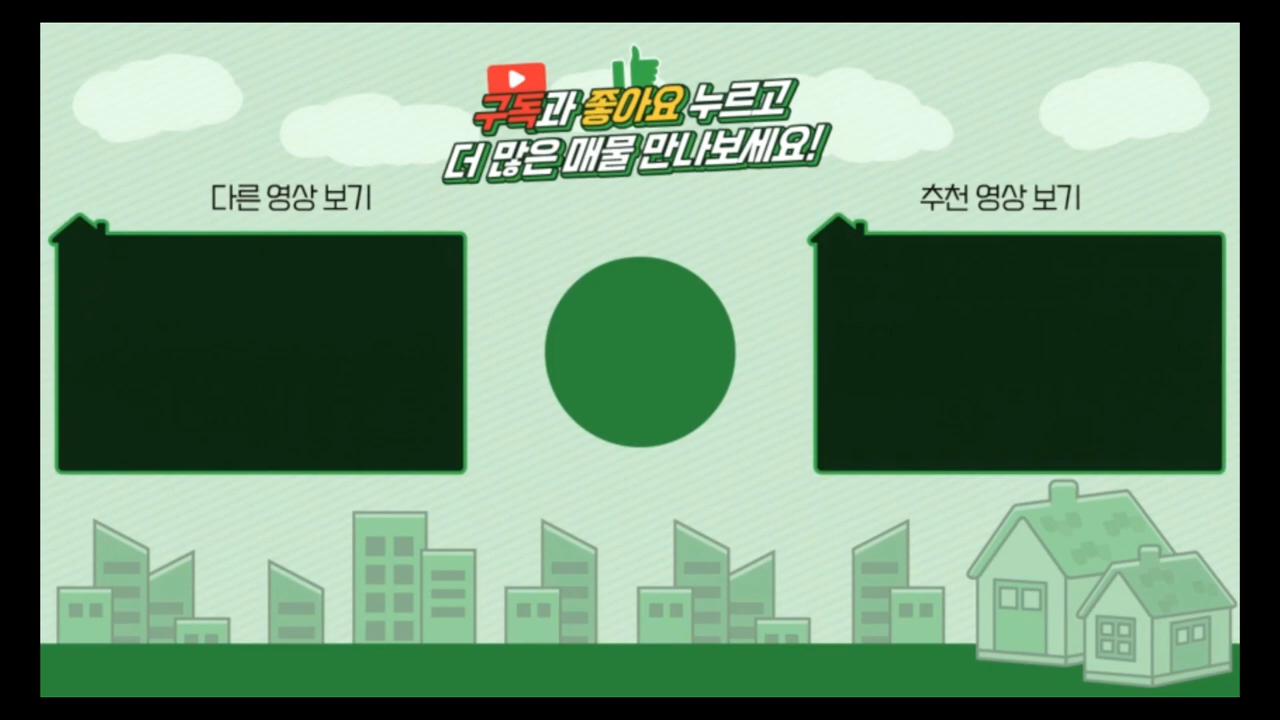 구독과 좋아요 누르고
더 많은 매물 만나보세요!
다른 영상 보기
추천 영상 보기